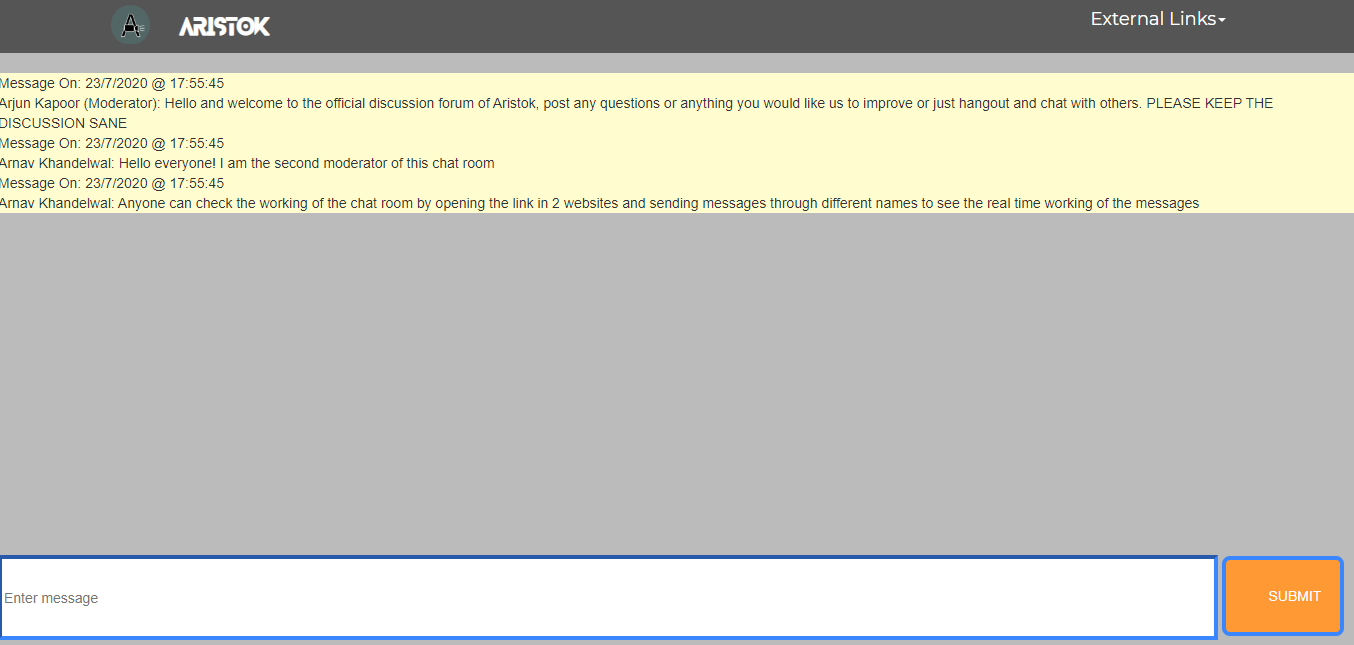 ARISTOK
External Links
Message On: 23/7/2020 @ 17:55:45
Arjun Kapoor (Moderator): Hello and welcome to the official discussion forum of Aristok, post any questions or anything you would like us to improve or just hangout and chat with others. PLEASE KEEP THE
DISCUSSION SANE
Message On: 23/7/2020 @ 17:55:45
Arnav Khandelwal: Hello everyone! I am the second moderator of this chat room
Message On: 23/7/2020 @ 17:55:45
Arnav Khandelwal: Anyone can check the working of the chat room by opening the link in 2 websites and sending messages through different names to see the real time working of the messages
Enter message
SUBMIT